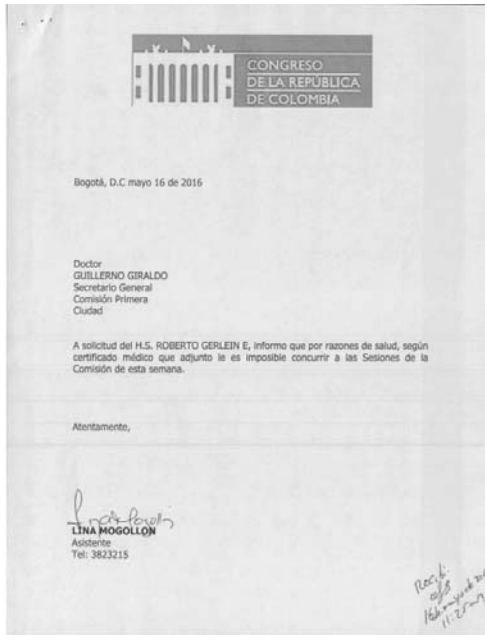 CONGRESO
DE LA REPÚBLICA
DE COLOMBIA
Bogotá, D.C mayo 16 de 2016
Doctor
GUILLERNO GIRALDO
Secretario General
Comisión Primera
Ciudad
A solicitud del H.S. ROBERTO GERLEIN E, informo que por razones de salud, según
certificado médico que adjunto le es imposible concurrir a las Sesiones de la
Comisión de esta semana.
Atentamente,
LINA MOGOLLON
Asistente
Tel: 3823215
Recibí
11:25